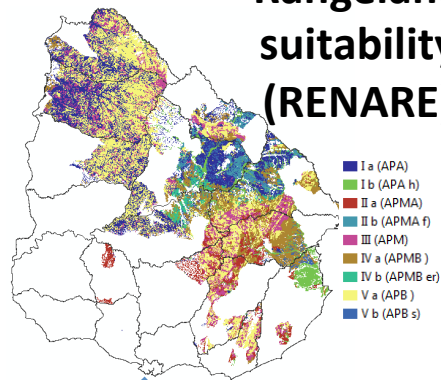 suitability
(RENARE
I a (APA)
I b (APA h)
II a (APMA)
II b (APMA f)
III (APM)
IV a (APMB )
IV b (APMB er)
V a (APB )
V b (APB s)